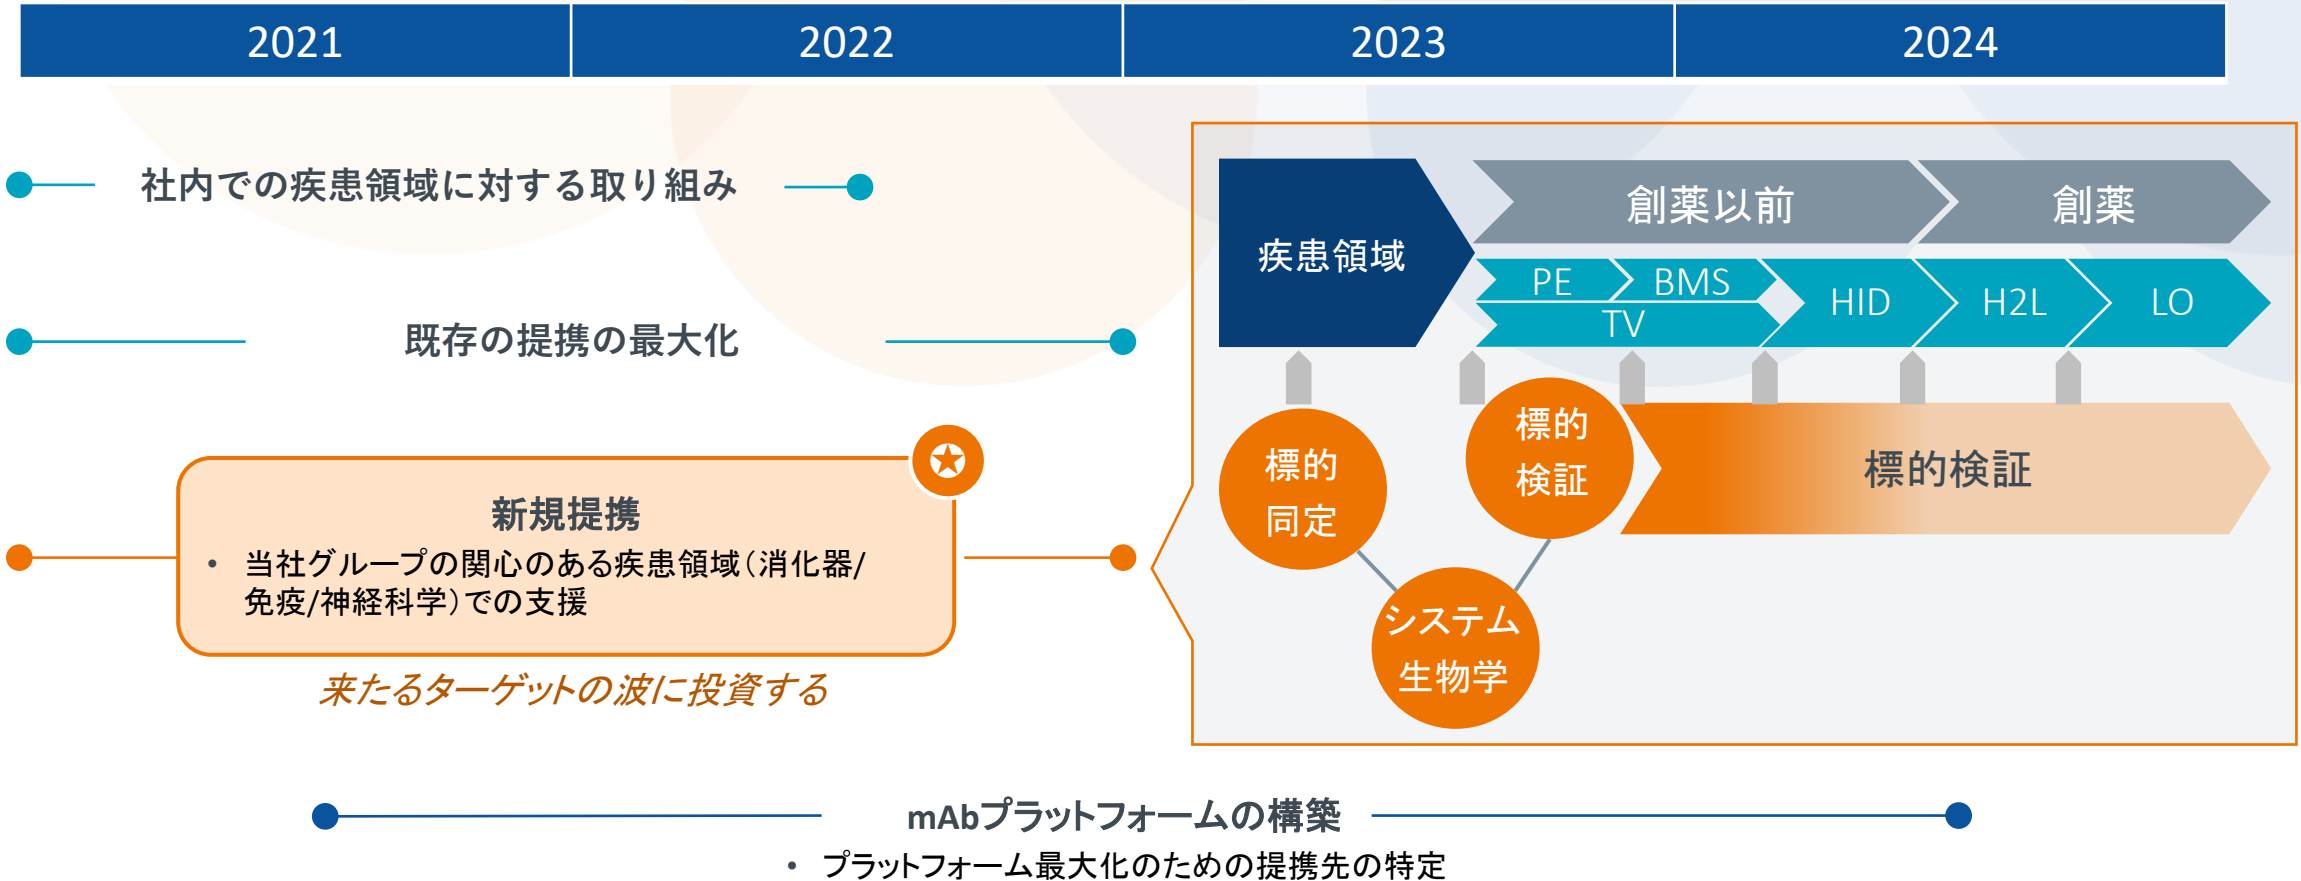 2021
2022
2023
2024
社内での疾患領域に対する取り組み
既存の提携の最大化
新規提携
• 当社グループの関心のある疾患領域（消化器/
免疫/神経科学）での支援
来たるターゲットの波に投資する
疾患領域
創薬以前
創薬
PE
BMS
TV
HID
H2L
LO
標的
同定
標的
検証
システム
生物学
標的検証
mAbプラットフォームの構築
• プラットフォーム最大化のための提携先の特定